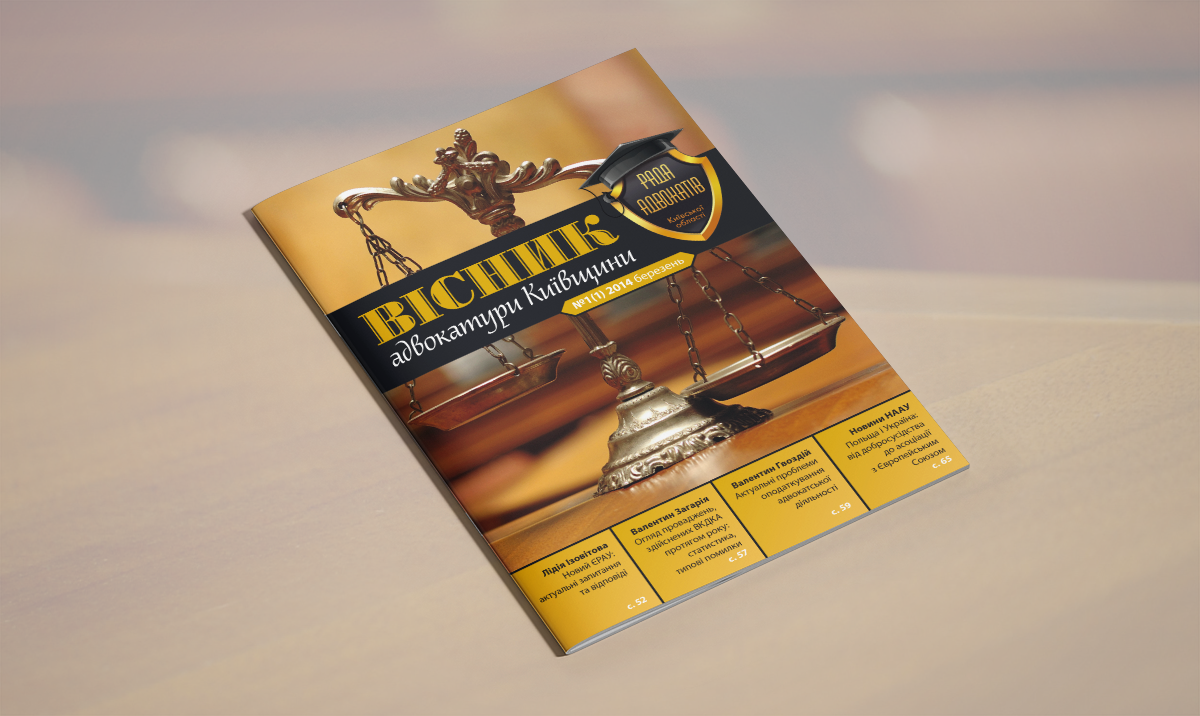 РАДА
АДВОКАТІВ
Київської
області
ВІСНИК
адвокатури Київщини
№1(1) 2014 березень
Лідія Ізовітова
Новий ЄРАУ:
актуальні запитання
та відповіді
с. 52
Валентин Загарія
Огляд проваджень,
здійснених ВКДКА
протягом року:
статистика,
типові помилки
с. 57
Валентин Гвоздій
Актуальні проблеми
оподаткування
адвокатської
діяльності
с. 59
Новини НААУ
Польща і Україна:
від добросусідства
до асоціації
з Європейським
Союзом
с. 65